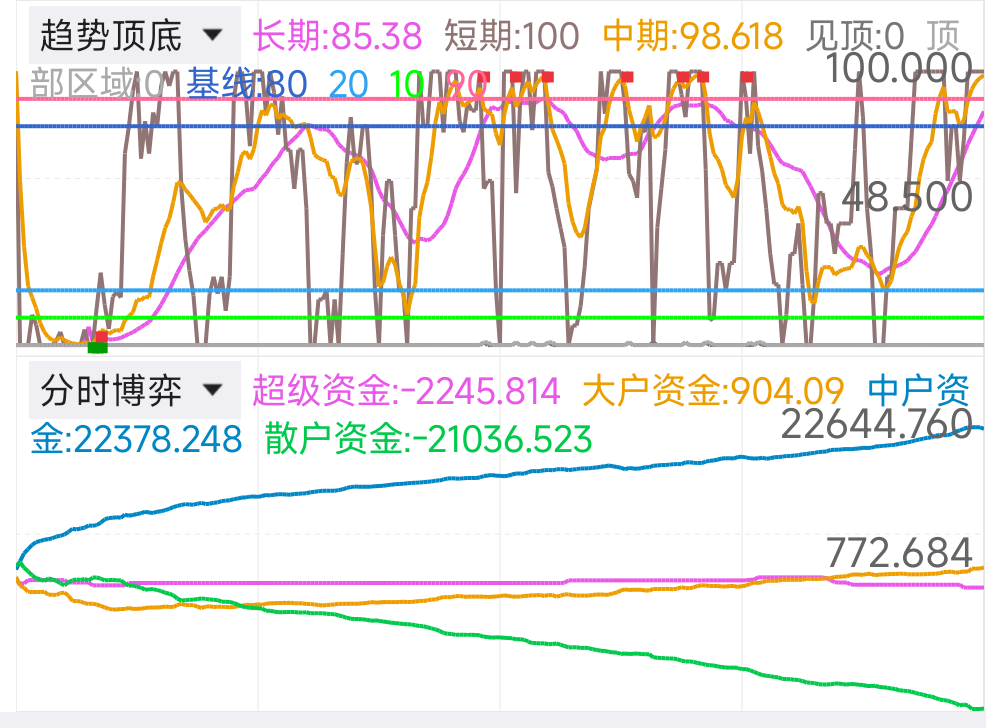 趋势顶底 长期:85.38 短期:100 中期:98.618 见顶:0 顶
部区域:0 基线:80 20 10 90
100.000
48.500
分时博弈 超级资金:-2245.814 大户资金:904.09 中户资
金:22378.248 散户资金:-21036.523
22644.760
772.684